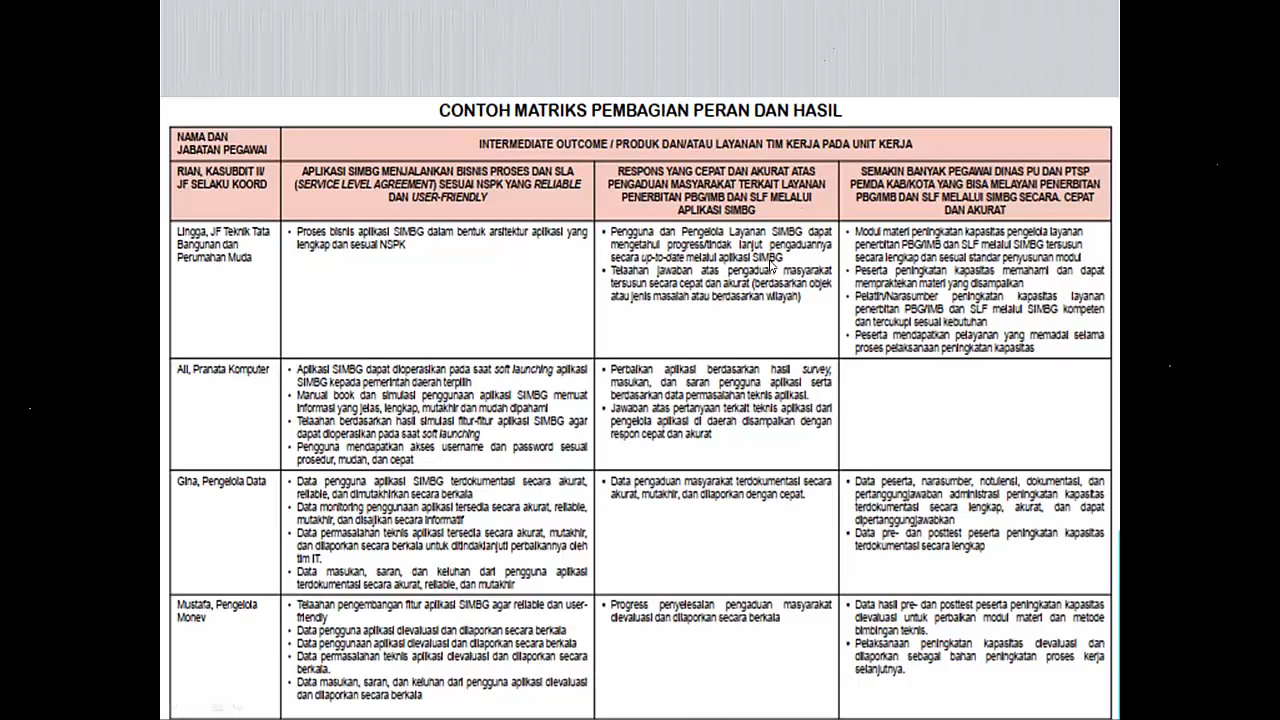 CONTOH MATRIKS PEMBAGIAN PERAN DAN HASIL
NAMA DAN
JABATAN PEGAWAI
INTERMEDIATE OUTCOME / PRODUK DAN/ATAU LAYANAN TIM KERJA PADA UNIT KERJA
RIAN, KASUBDIT II/
JF SELAKU KOORD
APLIKASI SIMBG MENJALANKAN BISNIS PROSES DAN SLA
(SERVICE LEVEL AGREEMENT) SESUAI NSPK YANG RELIABLE
DAN USER-FRIENDLY
RESPONS YANG CEPAT DAN AKURAT ATAS
PENGADUAN MASYARAKAT TERKAIT LAYANAN
PENERBITAN PBG/IMB DAN SLF MELALUI
APLIKASI SIMBG
SEMAKIN BANYAK PEGAWAI DINAS PU DAN PTSP
PEMDA KAB/KOTA YANG BISA MELAYANI PENERBITAN
PBG/IMB DAN SLF MELALUI SIMBG SECARA. CEPAT
DAN AKURAT
Lingga, JF Teknik Tata
Bangunan dan
Perumahan Muda
• Proses bisnis aplikasi SIMBG dalam bentuk arsitektur aplikasi yang
lengkap dan sesuai NSPK
• Pengguna dan Pengelola Layanan SIMBG dapat
mengetahui progress/tindak lanjut pengaduannya
secara up-to-date melalui aplikasi SIMBG
• Telaahan jawaban atas pengaduan masyarakat
tersusun secara cepat dan akurat (berdasarkan objek
atau jenis masalah atau berdasarkan wilayah)
• Modul materi peningkatan kapasitas pengelola layanan
penerbitan PBG/IMB dan SLF melalui SIMBG tersusun
secara lengkap dan sesuai standar penyusunan modul
• Peserta peningkatan kapasitas memahami dan dapat
mempraktekan materi yang disampaikan
• Pelatih/Narasumber peningkatan kapasitas layanan
penerbitan PBG/IMB dan SLF melalui SIMBG kompeten
dan tercukupi sesuai kebutuhan
• Peserta mendapatkan pelayanan yang memadai selama
proses pelaksanaan peningkatan kapasitas
Ali, Pranata Komputer
• Aplikasi SIMBG dapat dioperasikan pada saat soft launching aplikasi
SIMBG kepada pemerintah daerah terpilih
• Manual book dan simulasi penggunaan aplikasi SIMBG memuat
informasi yang jelas, lengkap, mutakhir dan mudah dipahami
• Telaahan berdasarkan hasil simulasi fitur-fitur aplikasi SIMBG agar
dapat dioperasikan pada saat soft launching
• Pengguna mendapatkan akses username dan password sesuai
prosedur, mudah, dan cepat
• Perbaikan aplikasi berdasarkan hasil survey,
masukan, dan saran pengguna aplikasi serta
berdasarkan data permasalahan teknis aplikasi.
• Jawaban atas pertanyaan terkait teknis aplikasi dari
pengelola aplikasi di daerah disampaikan dengan
respon cepat dan akurat
Gina, Pengelola Data
• Data pengguna aplikasi SIMBG terdokumentasi secara akurat,
reliable, dan dimutakhirkan secara berkala
• Data monitoring penggunaan aplikasi tersedia secara akurat, reliable,
mutakhir, dan disajikan secara informatif
• Data permasalahan teknis aplikasi tersedia secara akurat, mutakhir,
dan dilaporkan secara berkala untuk ditindaklanjuti perbaikannya oleh
tim IT.
• Data masukan, saran, dan keluhan dari pengguna aplikasi
terdokumentasi secara akurat, reliable, dan mutakhir
• Data pengaduan masyarakat terdokumentasi secara
akurat, mutakhir, dan dilaporkan dengan cepat.
• Data peserta, narasumber, notulensi, dokumentasi, dan
pertanggungjawaban administrasi peningkatan kapasitas
terdokumentasi secara lengkap, akurat, dan dapat
dipertanggungjawabkan
• Data pre- dan posttest peserta peningkatan kapasitas
terdokumentasi secara lengkap
Mustafa, Pengelola
Monev
• Telaahan pengembangan fitur aplikasi SIMBG agar reliable dan user-
friendly
• Data pengguna aplikasi dievaluasi dan dilaporkan secara berkala
• Data penggunaan aplikasi dievaluasi dan dilaporkan secara berkala
• Data permasalahan teknis aplikasi dievaluasi dan dilaporkan secara
berkala.
• Data masukan, saran, dan keluhan dari pengguna aplikasi dievaluasi
dan dilaporkan secara berkala
• Progress penyelesaian pengaduan masyarakat
dievaluasi dan dilaporkan secara berkala
• Data hasil pre- dan posttest peserta peningkatan kapasitas
dievaluasi untuk perbaikan modul materi dan metode
bimbingan teknis.
• Pelaksanaan peningkatan kapasitas dievaluasi dan
dilaporkan sebagai bahan peningkatan proses kerja
selanjutnya.